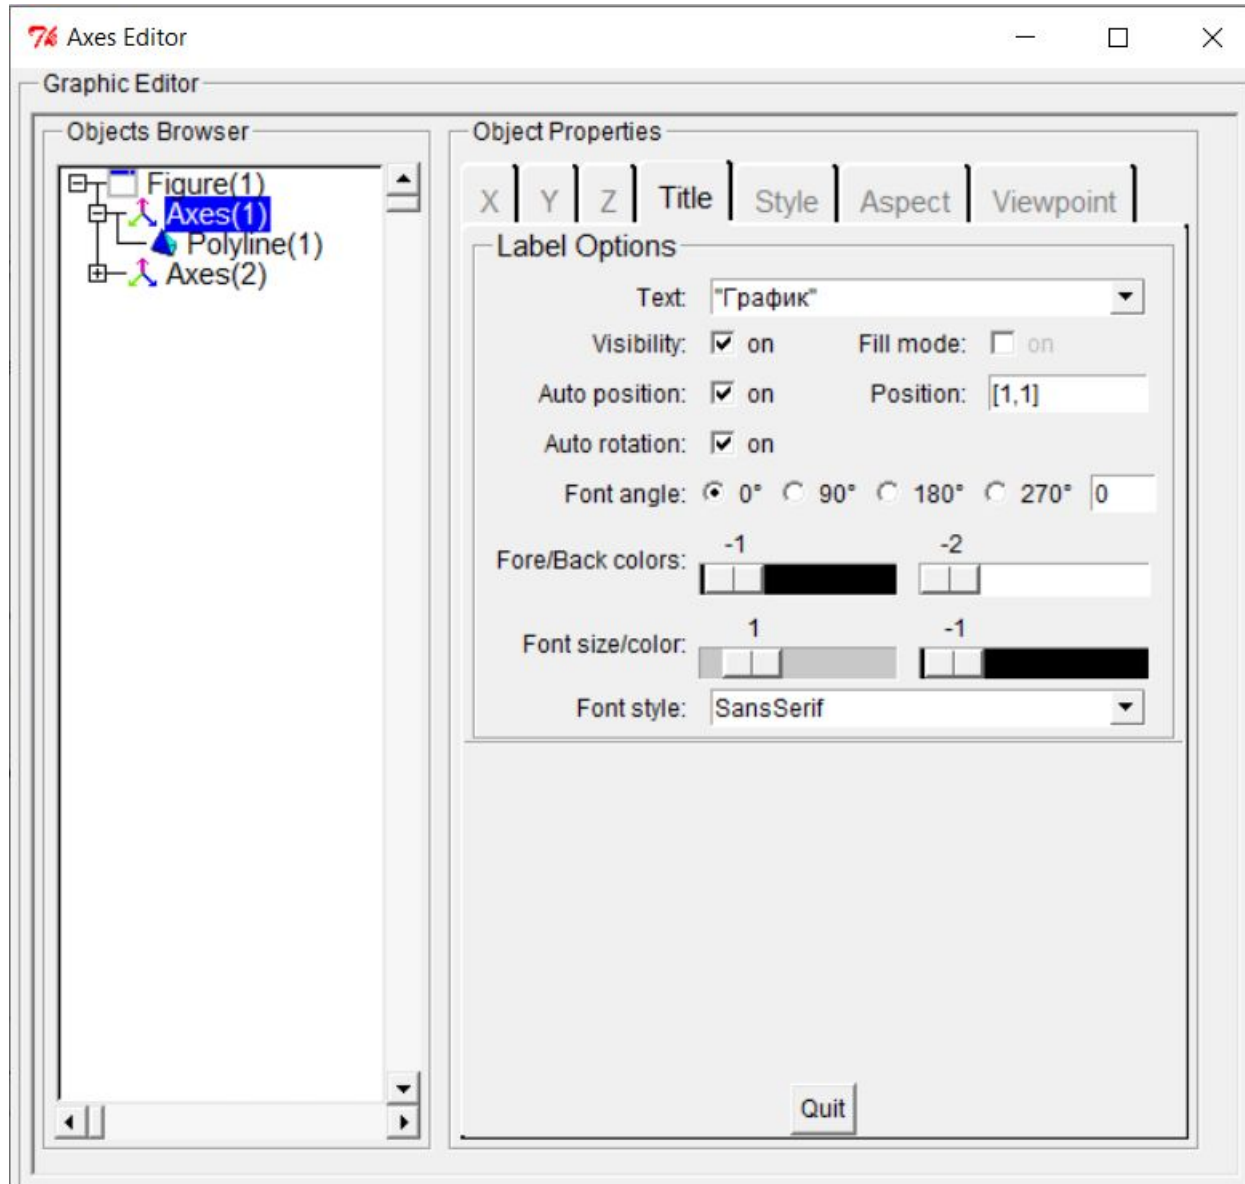 Axes Editor
Graphic Editor
Objects Browser
Figure(1)
Axes(1)
Polyline(1)
Axes(2)
Object Properties
X Y Z Title Style Aspect Viewpoint
Label Options
Text: "График"
Visibility: on Fill mode: on
Auto position: on Position: [1,1]
Auto rotation: on
Font angle: 0° 90° 180° 270° 0
-1 -2
Fore/Back colors:
1 -1
Font size/color:
Font style: SansSerif
Quit